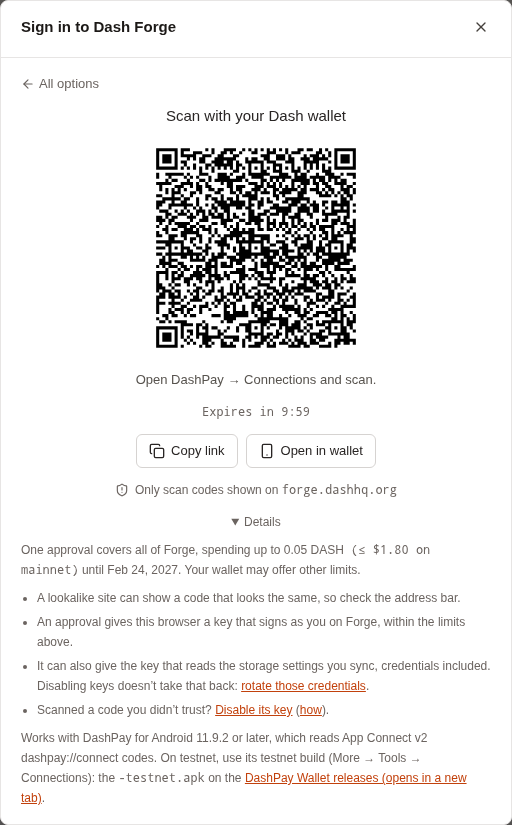 Sign in to Dash Forge
← All options
Scan with your Dash wallet
Open DashPay → Connections and scan.
Expires in 9:59
Copy link
Open in wallet
Only scan codes shown on forge.dashhq.org
▼ Details
One approval covers all of Forge, spending up to 0.05 DASH (≤ $1.80 on
mainnet) until Feb 24, 2027. Your wallet may offer other limits.
• A lookalike site can show a code that looks the same, so check the address bar.
• An approval gives this browser a key that signs as you on Forge, within the limits
above.
• It can also give the key that reads the storage settings you sync, credentials included.
Disabling keys doesn’t take that back: rotate those credentials.
• Scanned a code you didn’t trust? Disable its key (how).
Works with DashPay for Android 11.9.2 or later, which reads App Connect v2
dashpay://connect codes. On testnet, use its testnet build (More → Tools →
Connections): the -testnet.apk on the DashPay Wallet releases (opens in a new
tab).